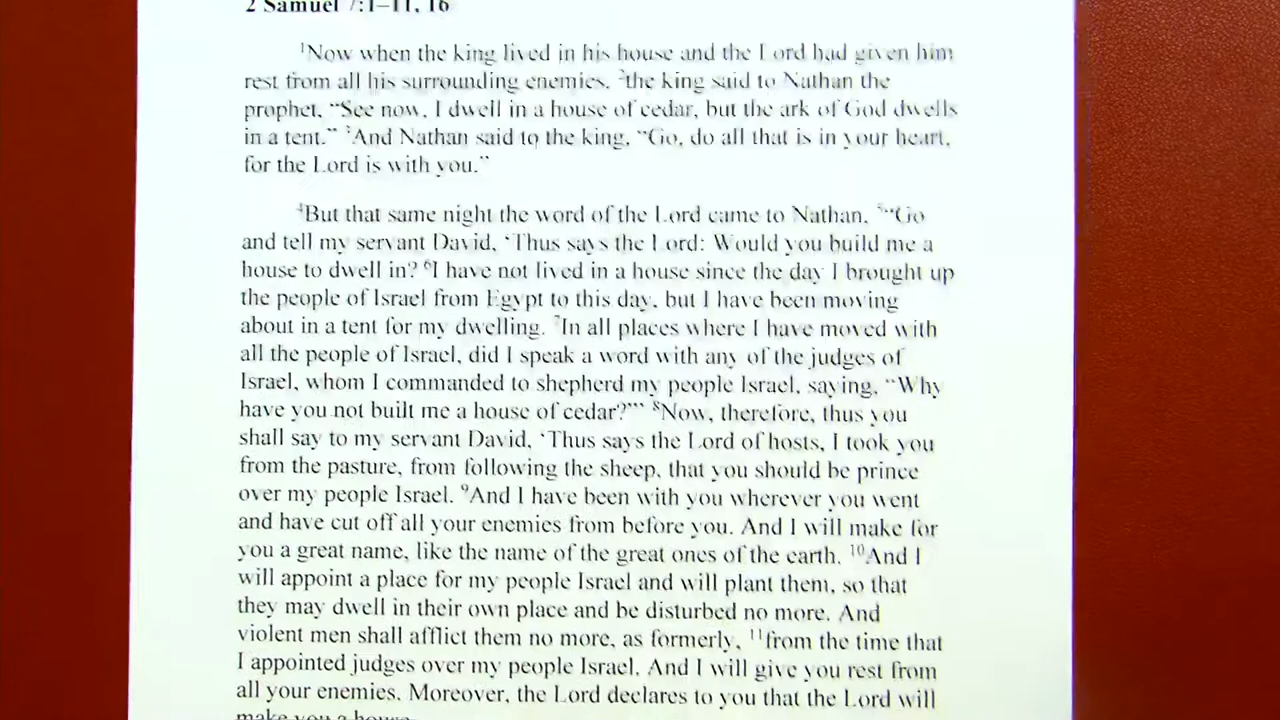 2 Samuel 7:1–11, 16
¹Now when the king lived in his house and the Lord had given him
rest from all his surrounding enemies, ²the king said to Nathan the
prophet, “See now, I dwell in a house of cedar, but the ark of God dwells
in a tent.” ³And Nathan said to the king, “Go, do all that is in your heart,
for the Lord is with you.”
⁴But that same night the word of the Lord came to Nathan, ⁵“Go
and tell my servant David, ‘Thus says the Lord: Would you build me a
house to dwell in? ⁶I have not lived in a house since the day I brought up
the people of Israel from Egypt to this day, but I have been moving
about in a tent for my dwelling. ⁷In all places where I have moved with
all the people of Israel, did I speak a word with any of the judges of
Israel, whom I commanded to shepherd my people Israel, saying, “Why
have you not built me a house of cedar?”’ ⁸Now, therefore, thus you
shall say to my servant David, ‘Thus says the Lord of hosts, I took you
from the pasture, from following the sheep, that you should be prince
over my people Israel. ⁹And I have been with you wherever you went
and have cut off all your enemies from before you. And I will make for
you a great name, like the name of the great ones of the earth. ¹⁰And I
will appoint a place for my people Israel and will plant them, so that
they may dwell in their own place and be disturbed no more. And
violent men shall afflict them no more, as formerly, ¹¹from the time that
I appointed judges over my people Israel. And I will give you rest from
all your enemies. Moreover, the Lord declares to you that the Lord will
make you a house.